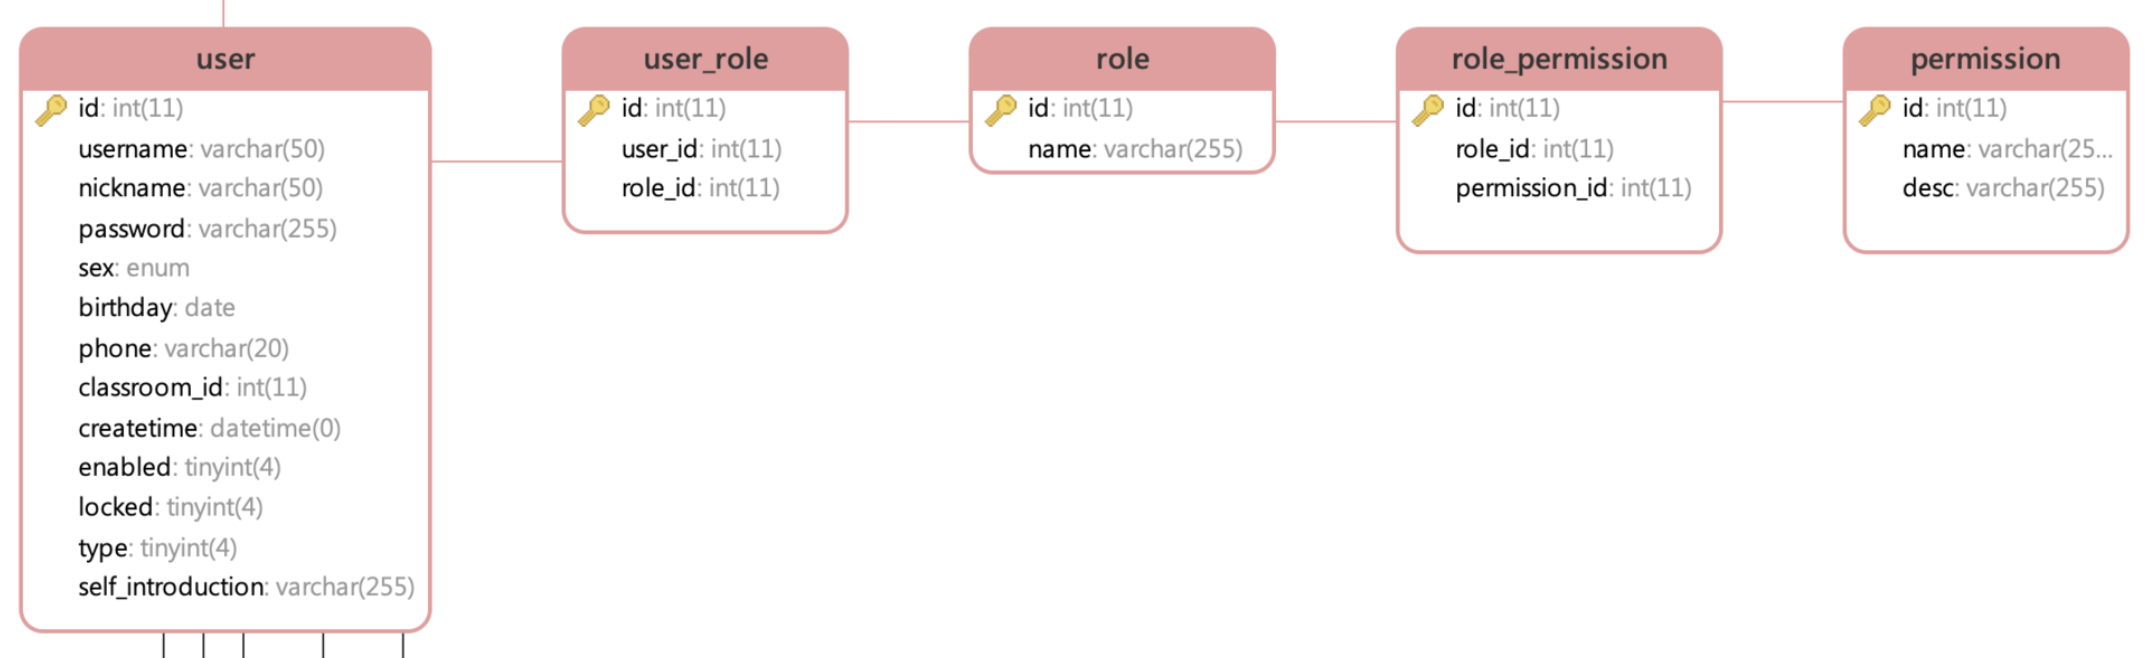 user
id: int(11)
username: varchar(50)
nickname: varchar(50)
password: varchar(255)
sex: enum
birthday: date
phone: varchar(20)
classroom_id: int(11)
createtime: datetime(0)
enabled: tinyint(4)
locked: tinyint(4)
type: tinyint(4)
self_introduction: varchar(255)
user_role
id: int(11)
user_id: int(11)
role_id: int(11)
role
id: int(11)
name: varchar(255)
role_permission
id: int(11)
role_id: int(11)
permission_id: int(11)
permission
id: int(11)
name: varchar(25...
desc: varchar(255)